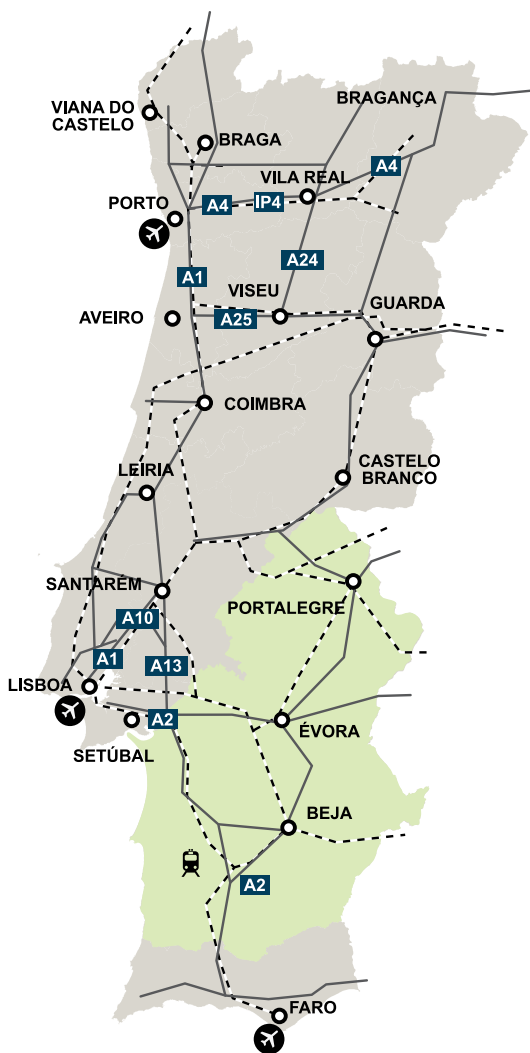 BRAGANÇA
VIANA DO
CASTELO
BRAGA
A4
VILA REAL
IP4
A4
PORTO
A24
A1
VISEU
GUARDA
AVEIRO
A25
COIMBRA
CASTELO
BRANCO
LEIRIA
SANTARÉM
PORTALEGRE
A10
A1
A13
LISBOA
A2
ÉVORA
SETÚBAL
BEJA
A2
FARO